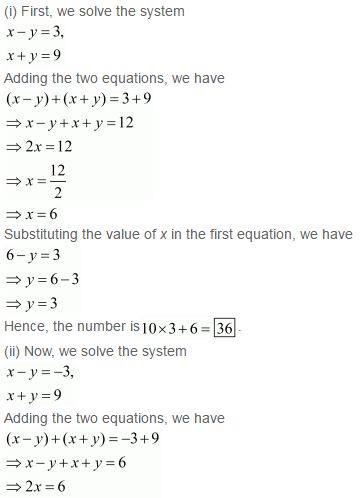 (i) First, we solve the system
x − y = 3,
x + y = 9
Adding the two equations, we have
(x − y) + (x + y) = 3 + 9
⇒ x − y + x + y = 12
⇒ 2x = 12
⇒ x = 12/2
⇒ x = 6
Substituting the value of x in the first equation, we have
6 − y = 3
⇒ y = 6 − 3
⇒ y = 3
Hence, the number is 10 × 3 + 6 = 36.
(ii) Now, we solve the system
x − y = −3,
x + y = 9
Adding the two equations, we have
(x − y) + (x + y) = −3 + 9
⇒ x − y + x + y = 6
⇒ 2x = 6